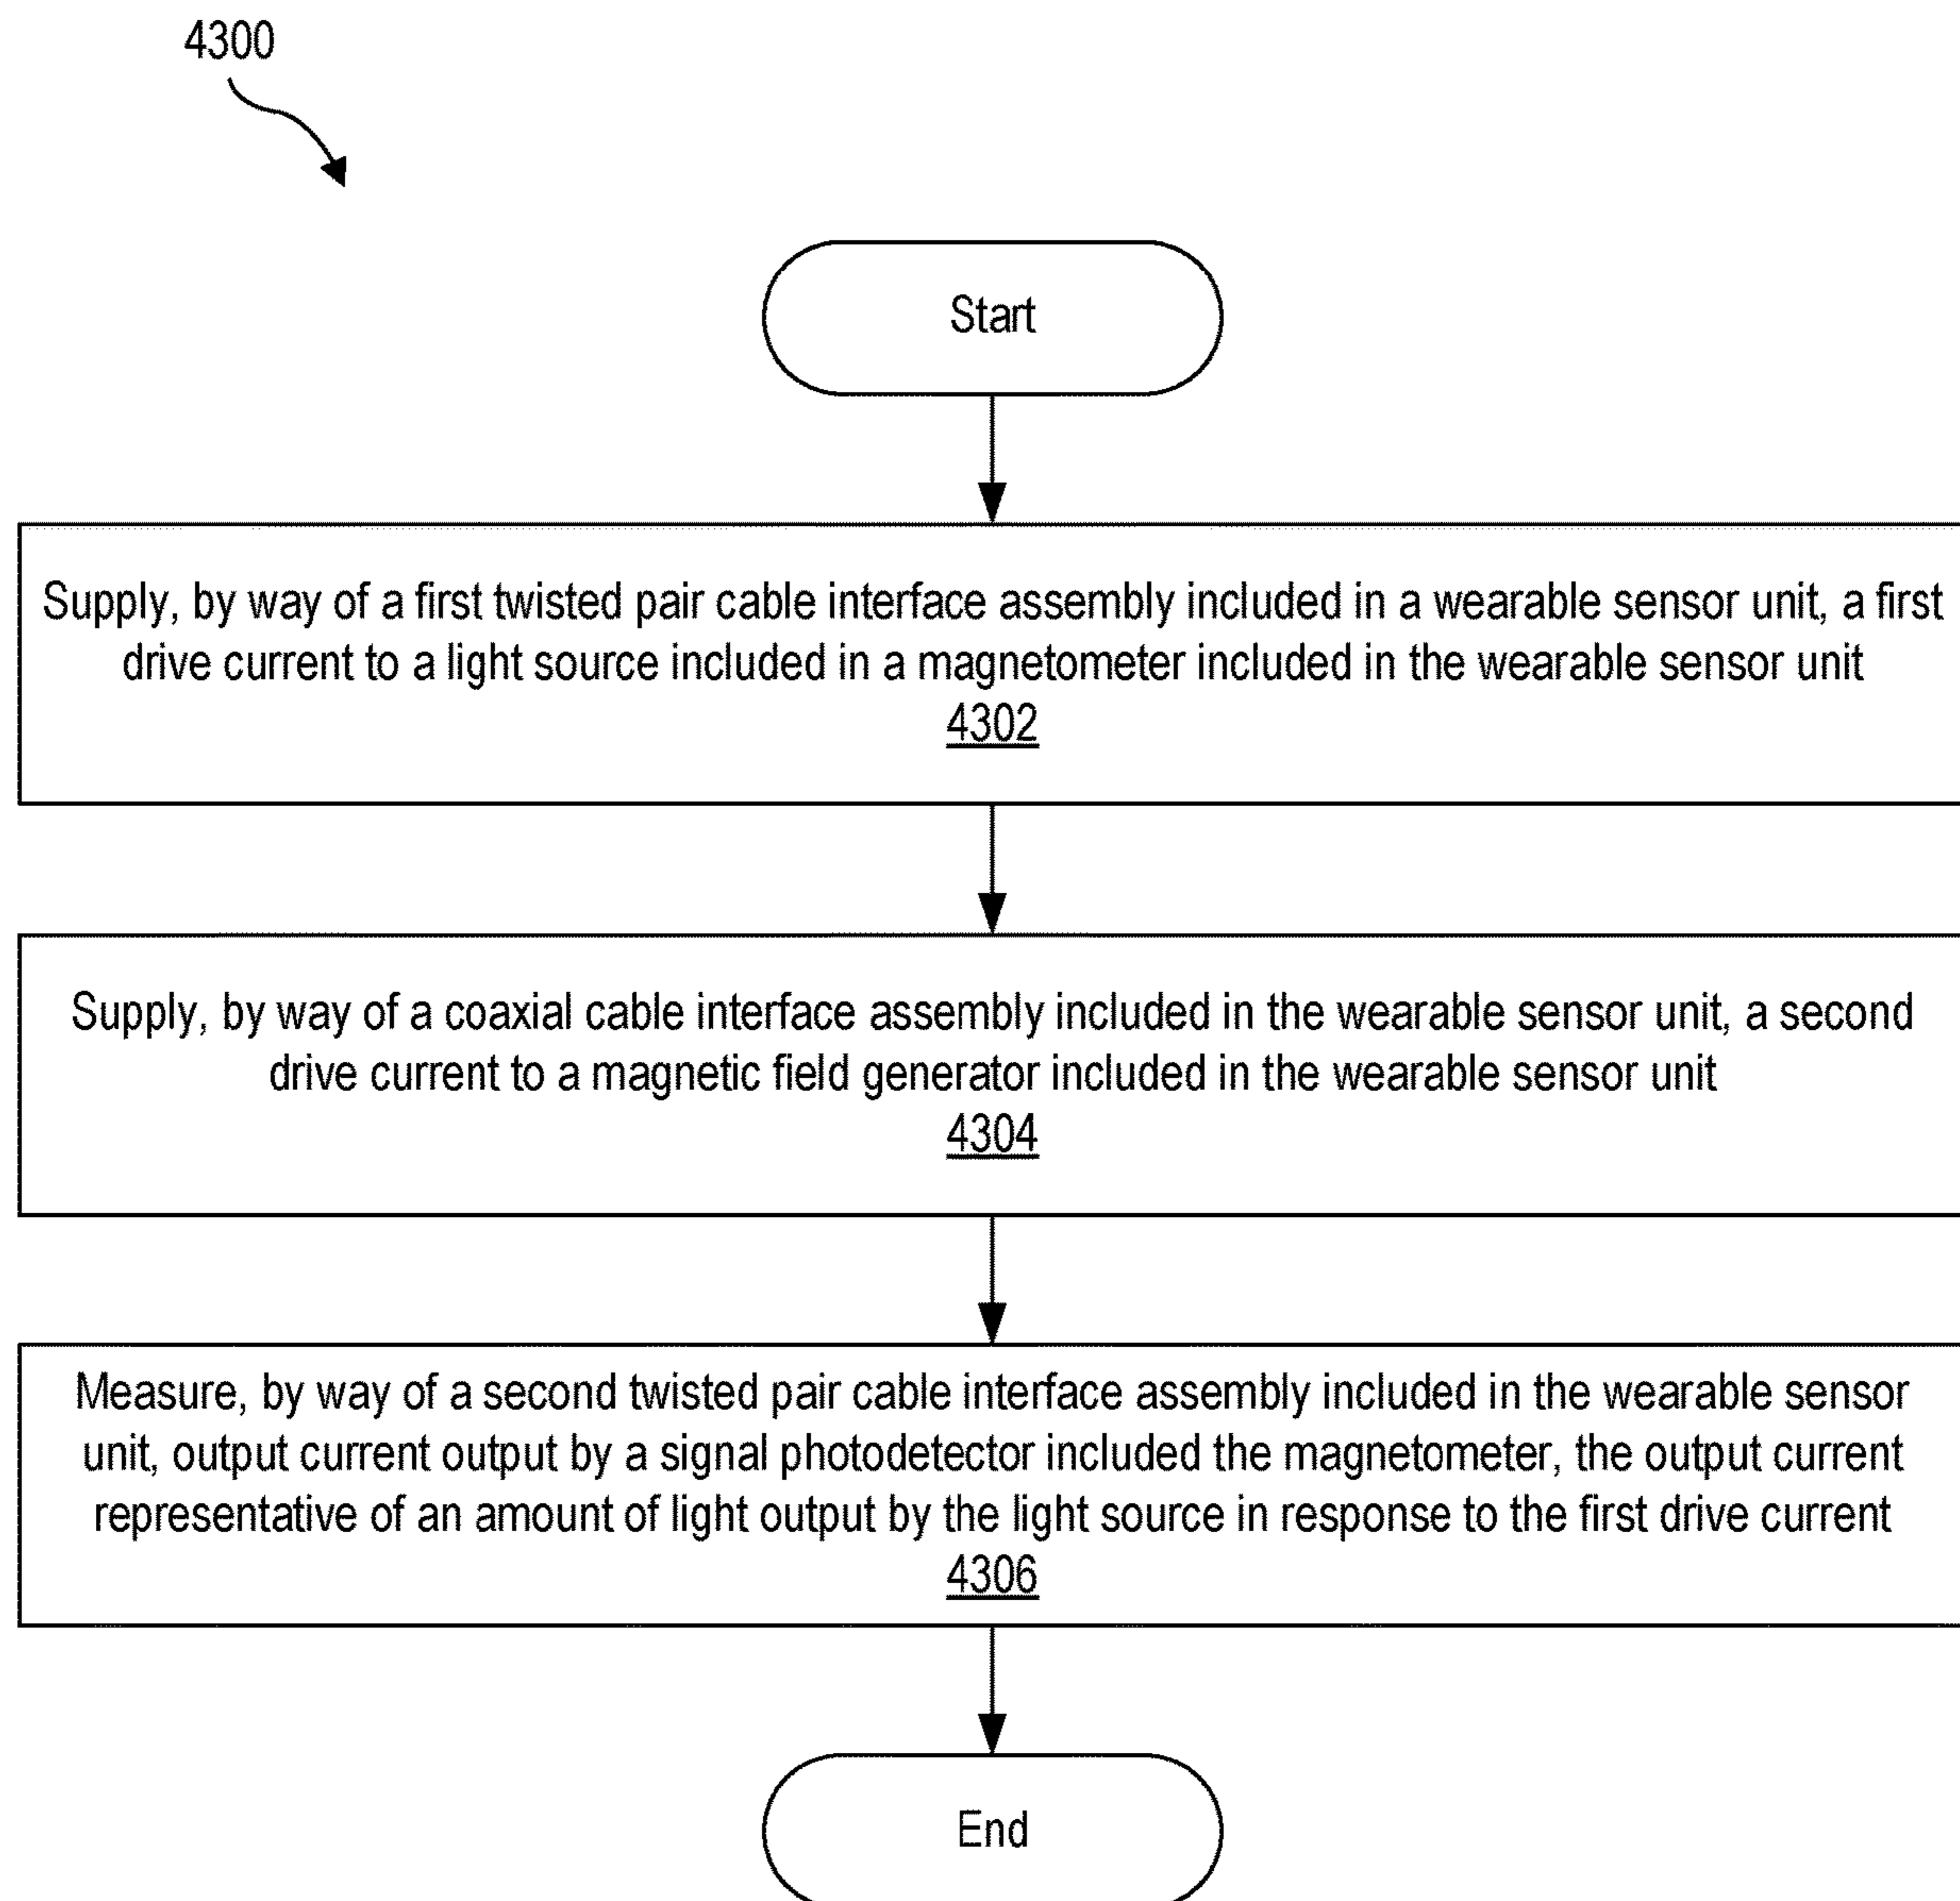 4300
Start
Supply, by way of a first twisted pair cable interface assembly included in a wearable sensor unit, a first
drive current to a light source included in a magnetometer included in the wearable sensor unit
4302
Supply, by way of a coaxial cable interface assembly included in the wearable sensor unit, a second
drive current to a magnetic field generator included in the wearable sensor unit
4304
Measure, by way of a second twisted pair cable interface assembly included in the wearable sensor
unit, output current output by a signal photodetector included the magnetometer, the output current
representative of an amount of light output by the light source in response to the first drive current
4306
End